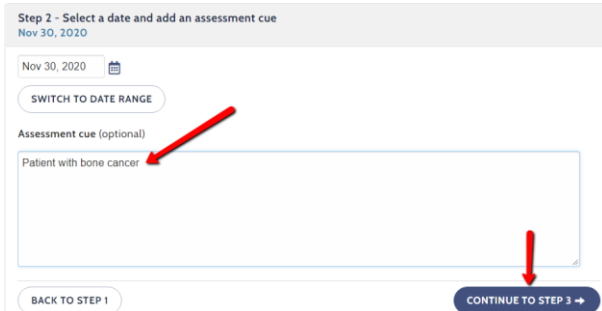 Step 2 - Select a date and add an assessment cue
Nov 30, 2020
Nov 30, 2020
SWITCH TO DATE RANGE
Assessment cue (optional)
Patient with bone cancer
BACK TO STEP 1
CONTINUE TO STEP 3 →